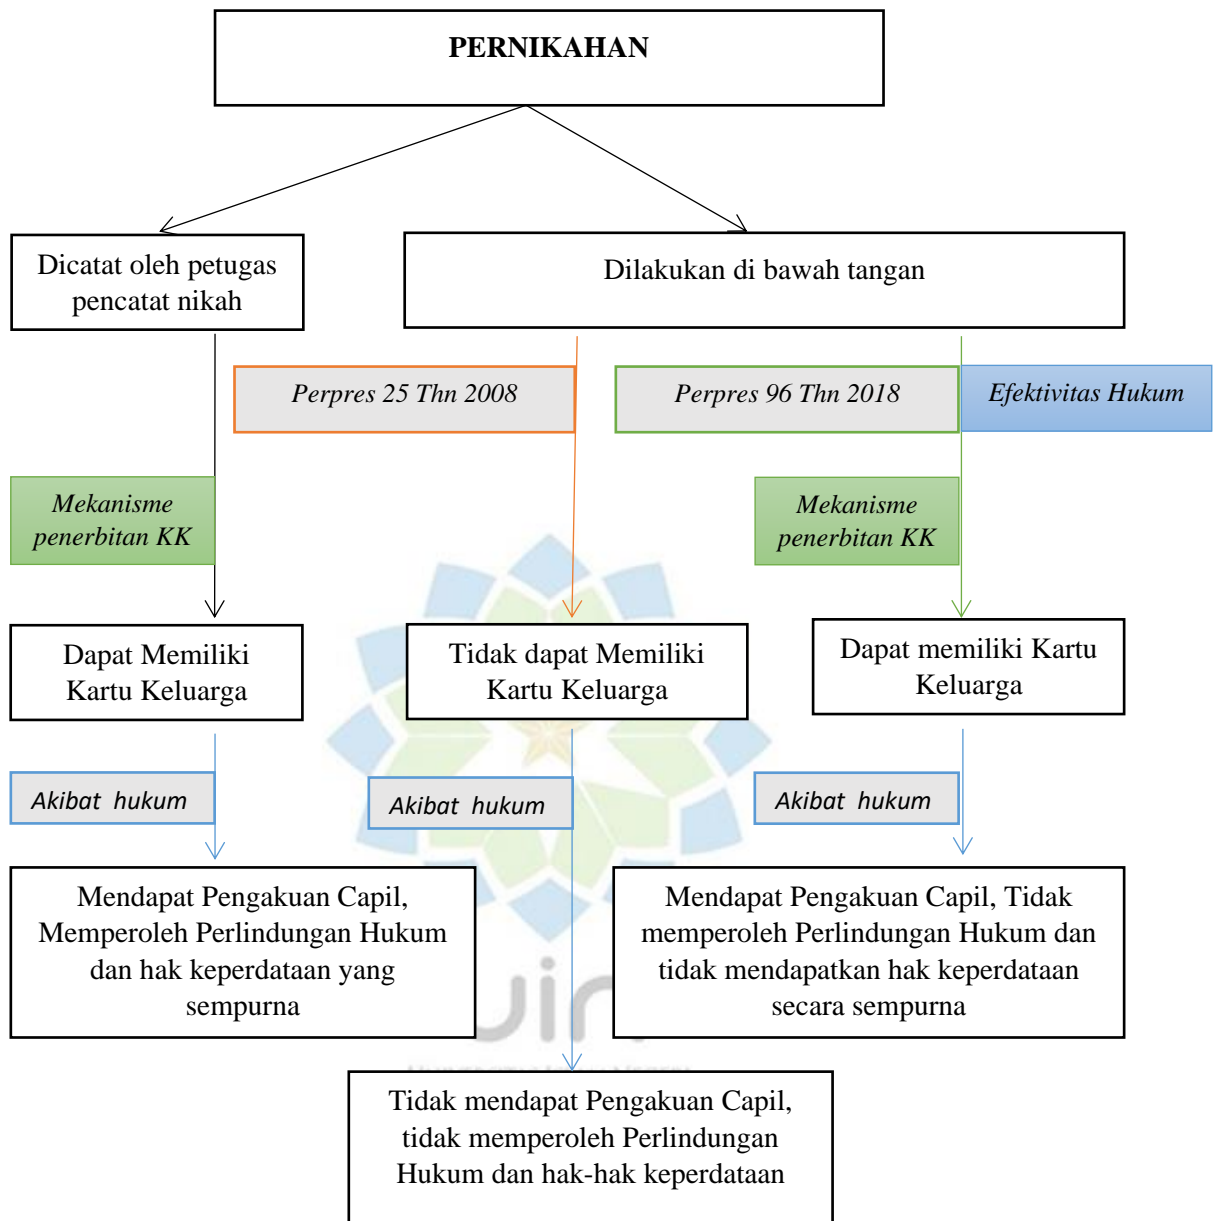 PERNIKAHAN
Dicatat oleh petugas
pencatat nikah
Dilakukan di bawah tangan
Perpres 25 Thn 2008
Perpres 96 Thn 2018
Efektivitas Hukum
Mekanisme
penerbitan KK
Mekanisme
penerbitan KK
Dapat Memiliki
Kartu Keluarga
Tidak dapat Memiliki
Kartu Keluarga
Dapat memiliki Kartu
Keluarga
Akibat hukum
Akibat hukum
Akibat hukum
Mendapat Pengakuan Capil,
Memperoleh Perlindungan Hukum
dan hak keperdataan yang
sempurna
Mendapat Pengakuan Capil, Tidak
memperoleh Perlindungan Hukum dan
tidak mendapatkan hak keperdataan
secara sempurna
Tidak mendapat Pengakuan Capil,
tidak memperoleh Perlindungan
Hukum dan hak-hak keperdataan